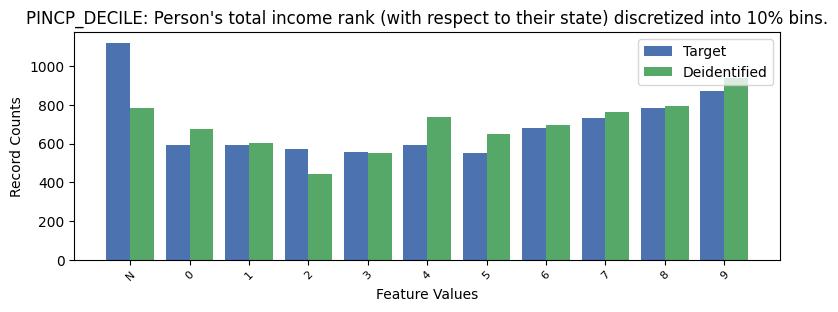 PINCP_DECILE: Person's total income rank (with respect to their state) discretized into 10% bins.
Target
Deidentified
Record Counts
1000
800
600
400
200
0
N 0 1 2 3 4 5 6 7 8 9
Feature Values